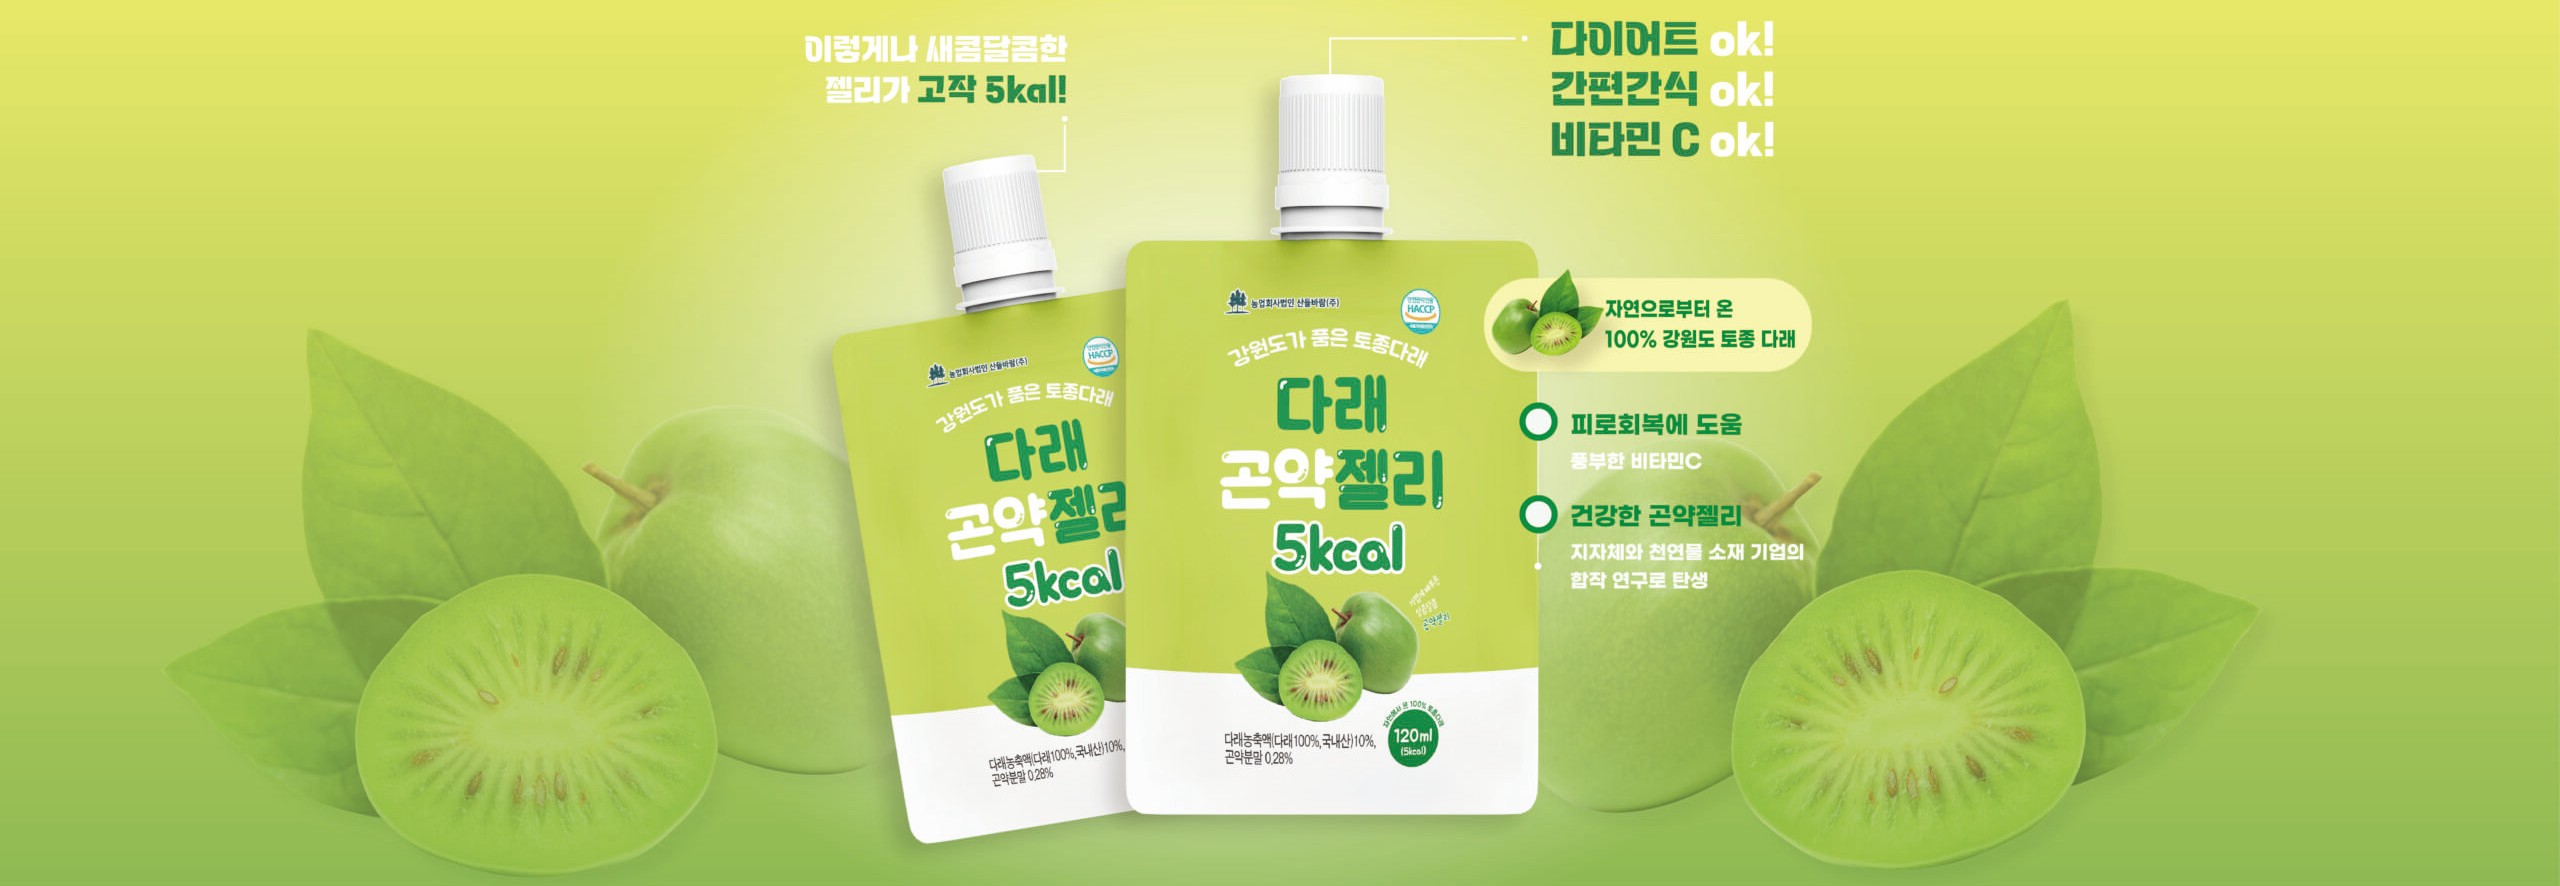 이렇게나 새콤달콤한
젤리가 고작 5kal!
다이어트 ok!
간편간식 ok!
비타민 C ok!
농업회사법인 산들바람(주)
HACCP
강원도가 품은 토종다래
다래
곤약젤리
5kcal
다래농축액(다래100%,국내산)10%,
곤약분말 0.28%
농업회사법인 산들바람(주)
HACCP
강원도가 품은 토종다래
다래
곤약젤리
5kcal
곤약젤리
다래농축액(다래100%,국내산)10%,
곤약분말 0.28%
120ml
(5kcal)
자연으로부터 온
100% 강원도 토종 다래
피로회복에 도움
풍부한 비타민C
건강한 곤약젤리
지자체와 천연물 소재 기업의
합작 연구로 탄생